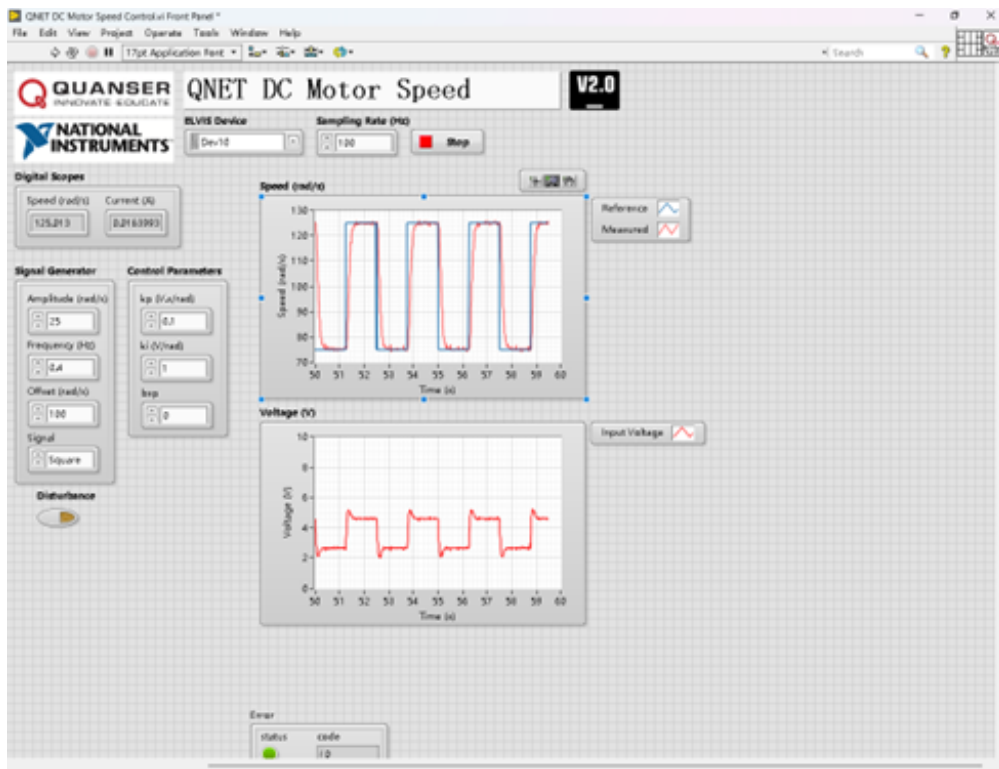 QNET DC Motor Speed Control.vi Front Panel *
File Edit View Project Operate Tools Window Help
17pt Application Font
Search
QUANSER
INNOVATE EDUCATE
QNET DC Motor Speed
V2.0
NATIONAL
INSTRUMENTS
ELVIS Device
Dev10
Sampling Rate (Hz)
100
Stop
Digital Scopes
Speed (rad/s)
Current (A)
125.013
0.0163993
Signal Generator
Amplitude (rad/s)
25
Frequency (Hz)
0.4
Offset (rad/s)
100
Signal
Square
Disturbance
Control Parameters
kp (V.s/rad)
0.1
ki (V/rad)
1
bsp
0
Speed (rad/s)
Speed (rad/s)
130
120
110
100
90
80
70
50 51 52 53 54 55 56 57 58 59 60
Time (s)
Reference
Measured
Voltage (V)
Voltage (V)
10
8
6
4
2
0
50 51 52 53 54 55 56 57 58 59 60
Time (s)
Input Voltage
Error
status
code